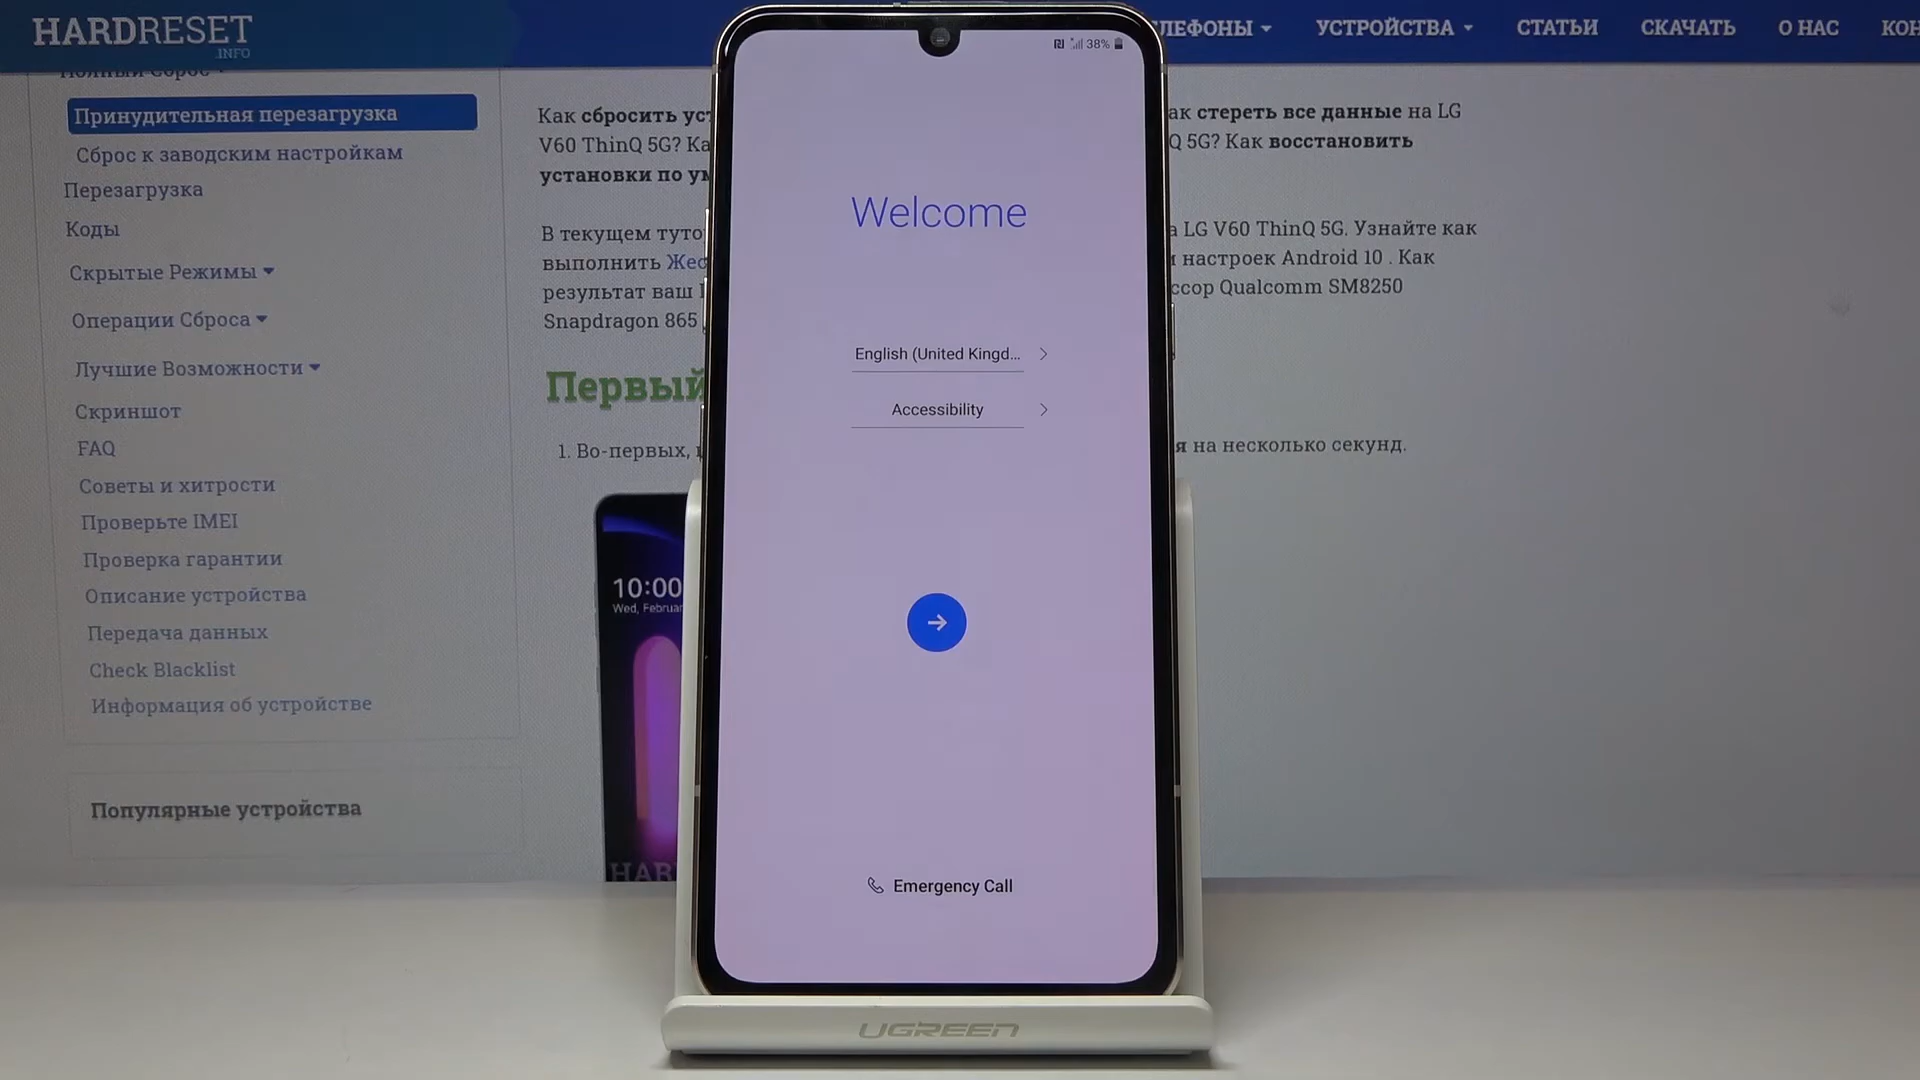 HARDRESET
.INFO
ЛЕФОНЫ
УСТРОЙСТВА
СТАТЬИ
СКАЧАТЬ
О НАС
Полный Сброс
Принудительная перезагрузка
Сброс к заводским настройкам
Перезагрузка
Коды
Скрытые Режимы
Операции Сброса
Лучшие Возможности
Скриншот
FAQ
Советы и хитрости
Проверьте IMEI
Проверка гарантии
Описание устройства
Передача данных
Check Blacklist
Информация об устройстве
Популярные устройства
Как сбросить
стереть все данные на LG
V60 ThinQ 5G?
5G? Как восстановить
установки по
В текущем
LG V60 ThinQ 5G. Узнайте как
выполнить
настроек Android 10 . Как
результат ваш
Qualcomm SM8250
Snapdragon 865
Первый
1. Во-первых,
на несколько секунд.
10:00
Wed,
38%
Welcome
English (United Kingd...
Accessibility
Emergency Call
UGREEN